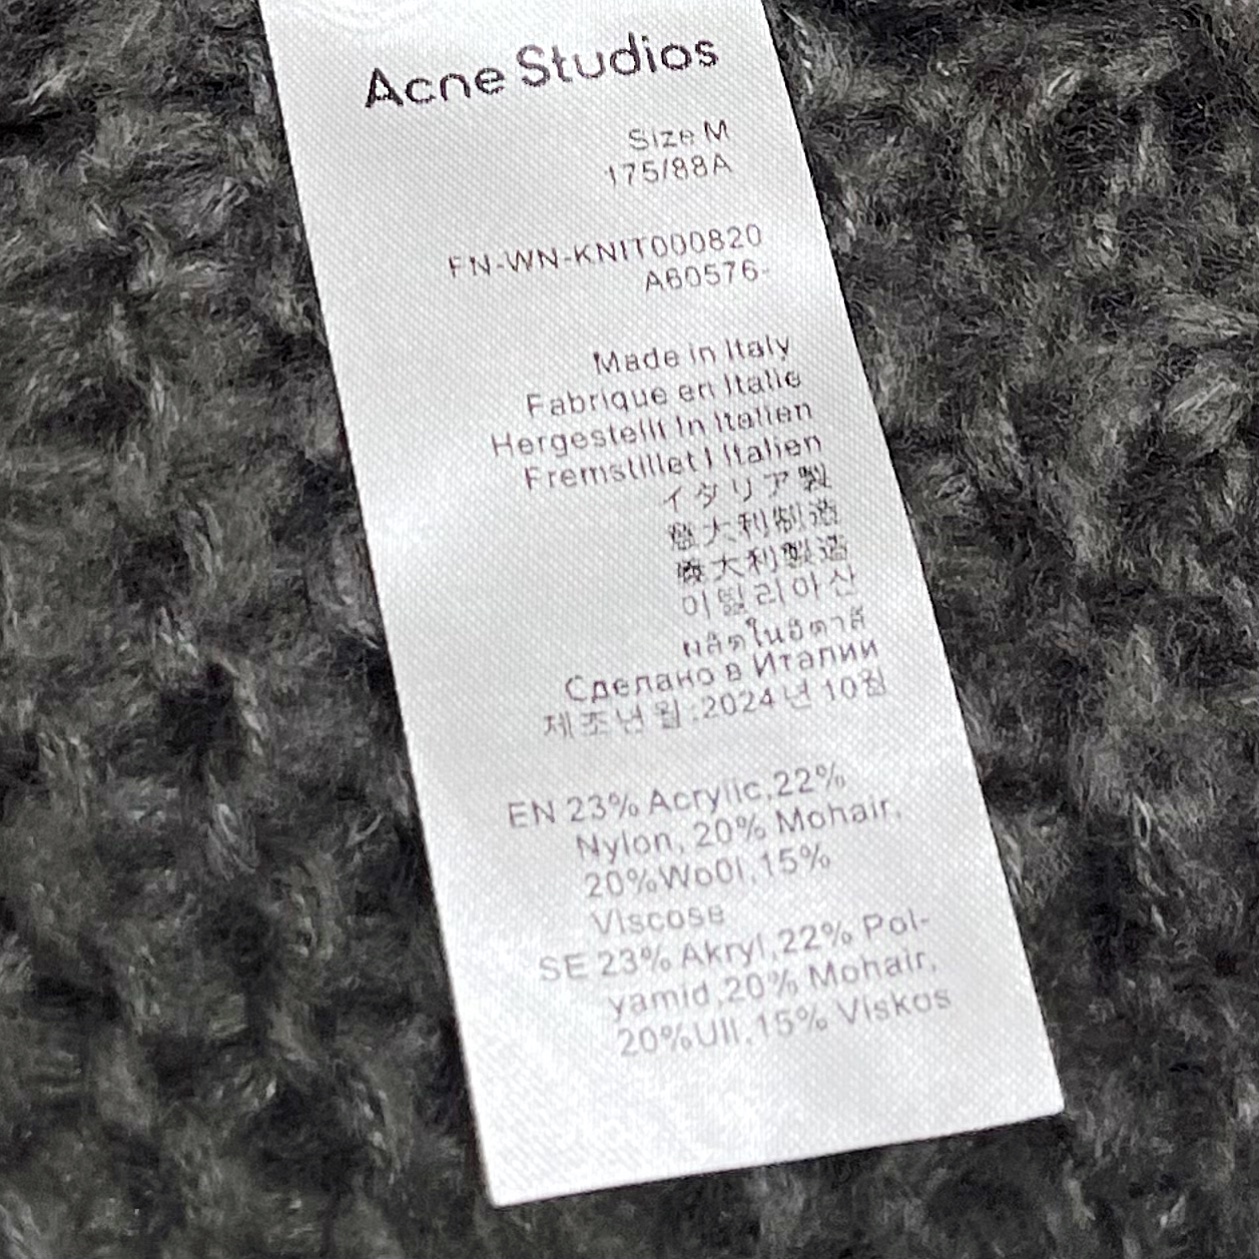 Acne Studios
Size M
175/88A
FN-WN-KNIT000820
A60576-
Made in Italy
Fabrique en Italie
Hergestellt in Italien
Fremstillet I Italien
イタリア製
意大利制造
義大利製造
이털리아산
ผลิตในอิตาลี
Сделано в Италии
제조년월:2024년10월
EN 23% Acrylic,22%
Nylon, 20% Mohair,
20%Wo0l,15%
Viscose
SE 23% Akryl,22% Pol-
yamid,20% Mohair,
20%Ull,15% Viskos